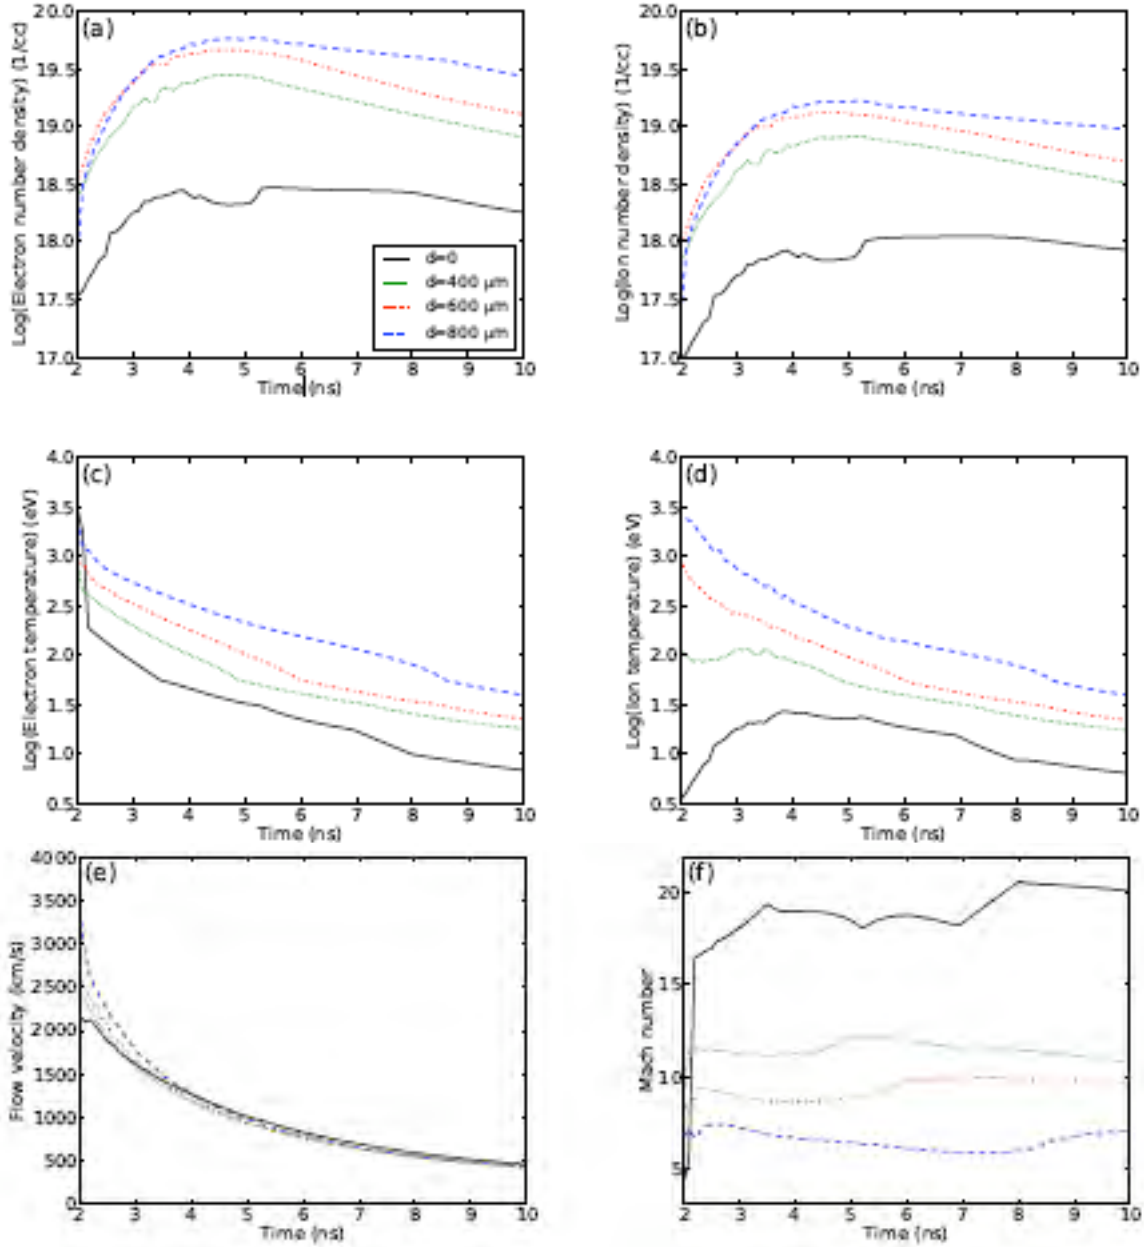 (a)
Log(Electron number density) (1/cc)
20.0
19.5
19.0
18.5
18.0
17.5
17.0
2 3 4 5 6 7 8 9 10
Time (ns)
d=0
d=400 μm
d=600 μm
d=800 μm
(b)
Log(Ion number density) (1/cc)
20.0
19.5
19.0
18.5
18.0
17.5
17.0
2 3 4 5 6 7 8 9 10
Time (ns)
(c)
Log(Electron temperature) (eV)
4.0
3.5
3.0
2.5
2.0
1.5
1.0
0.5
2 3 4 5 6 7 8 9 10
Time (ns)
(d)
Log(Ion temperature) (eV)
4.0
3.5
3.0
2.5
2.0
1.5
1.0
0.5
2 3 4 5 6 7 8 9 10
Time (ns)
(e)
Flow velocity (km/s)
4000
3500
3000
2500
2000
1500
1000
500
0
2 3 4 5 6 7 8 9 10
Time (ns)
(f)
Mach number
20
15
10
5
2 3 4 5 6 7 8 9 10
Time (ns)